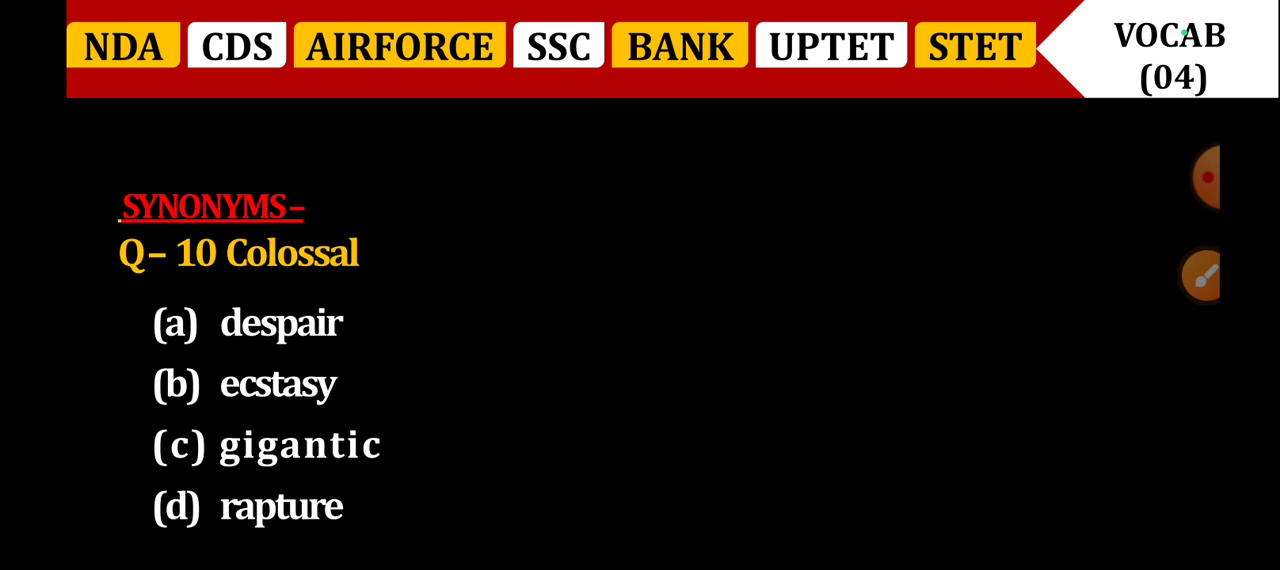 NDA CDS AIRFORCE SSC BANK UPTET STET
VOCAB
(04)
SYNONYMS–
Q– 10 Colossal
(a) despair
(b) ecstasy
(c) gigantic
(d) rapture